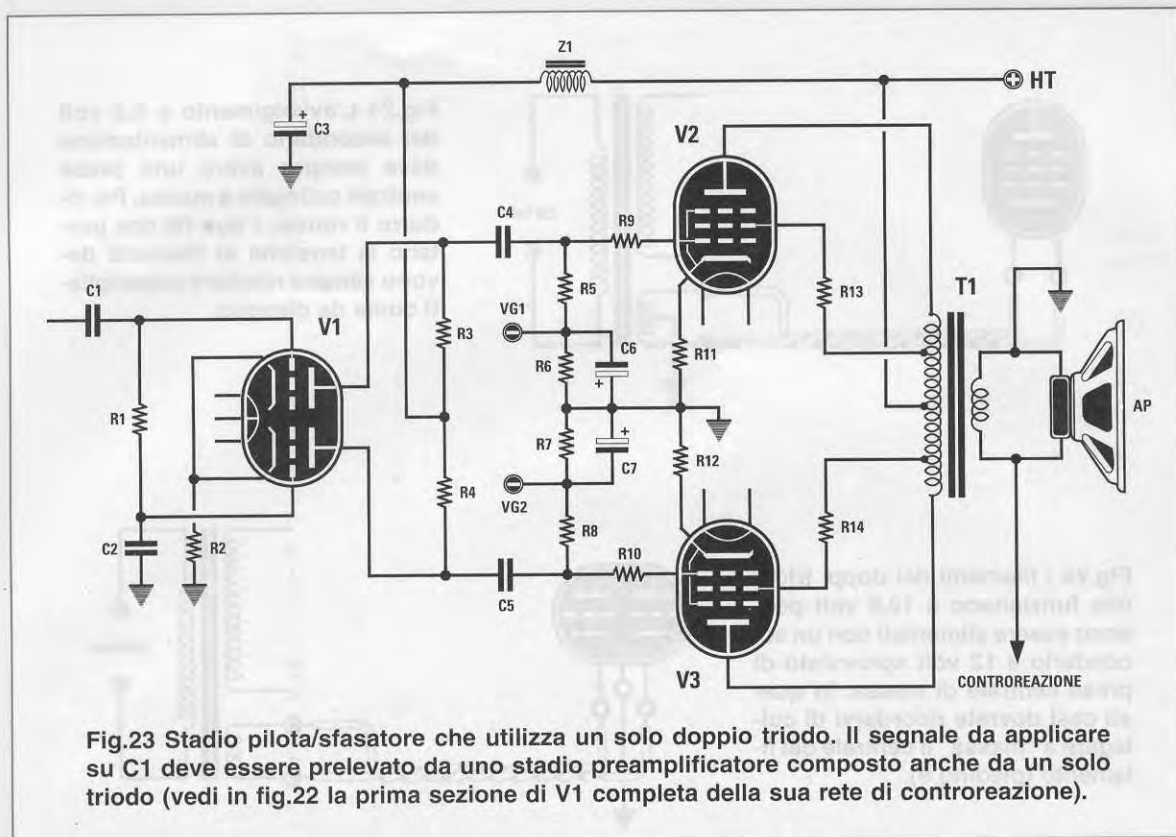 Z1
HT
C3
V2
C4
R9
C1
R5
R13
T1
V1
VG1
R3
C6
R6
R11
AP
R1
R7
R12
C7
R4
VG2
R8
R14
C2
R2
R10
C5
V3
CONTROREAZIONE
Fig.23 Stadio pilota/sfasatore che utilizza un solo doppio triodo. Il segnale da applicare
su C1 deve essere prelevato da uno stadio preamplificatore composto anche da un solo
triodo (vedi in fig.22 la prima sezione di V1 completa della sua rete di controreazione).